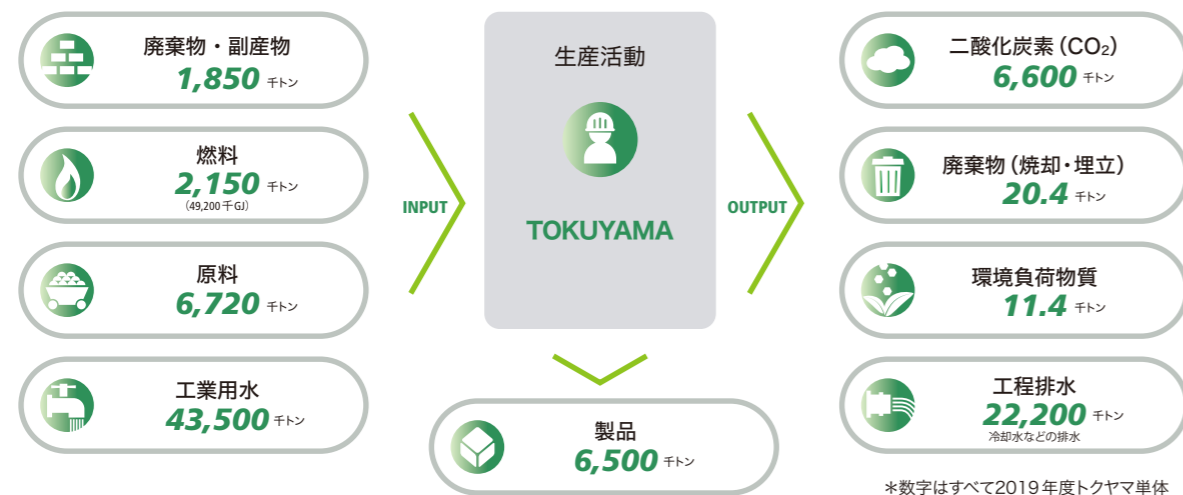 廃棄物・副産物
1,850 千トン
燃料
2,150 千トン
(49,200千GJ)
原料
6,720 千トン
工業用水
43,500 千トン
INPUT
生産活動
TOKUYAMA
OUTPUT
製品
6,500 千トン
二酸化炭素(CO₂)
6,600 千トン
廃棄物(焼却・埋立)
20.4 千トン
環境負荷物質
11.4 千トン
工程排水
22,200 千トン
冷却水などの排水
*数字はすべて2019年度トクヤマ単体